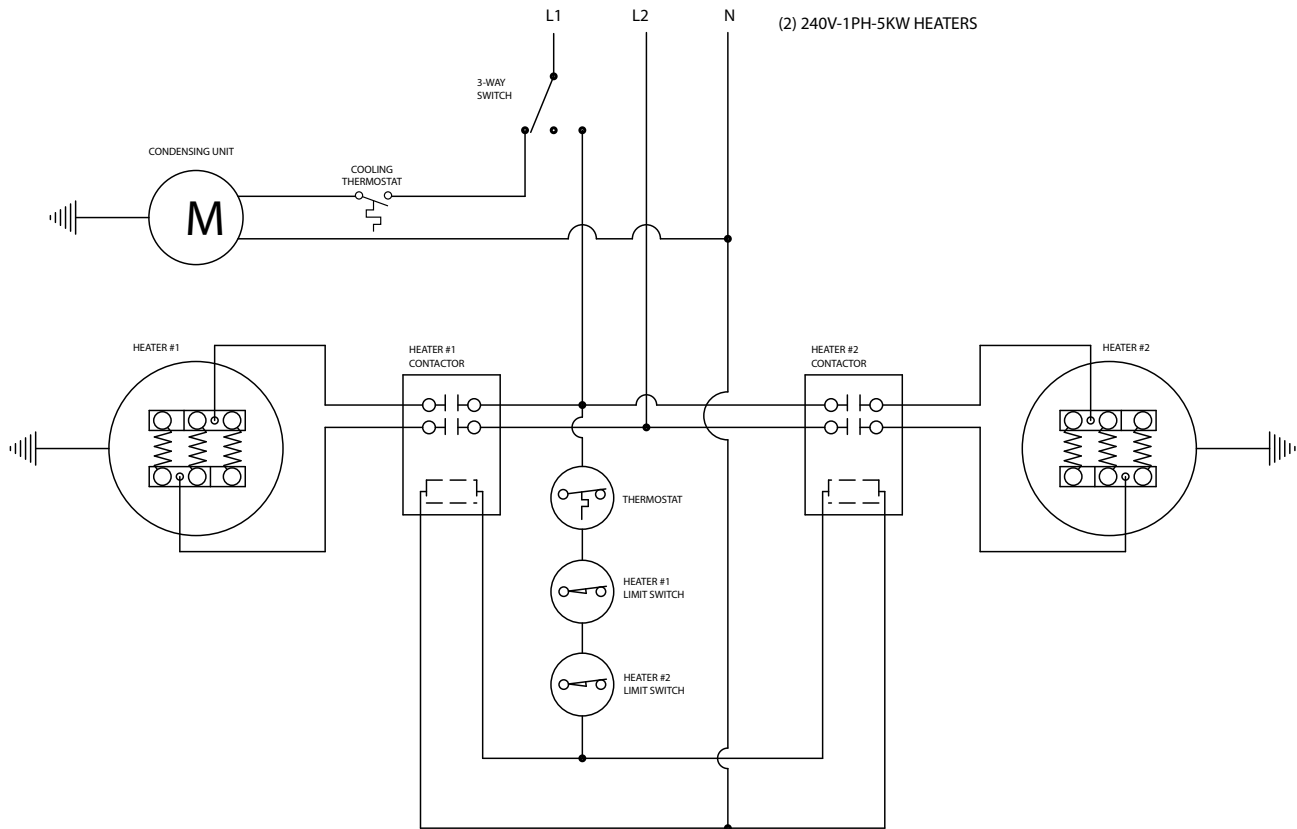 L1
L2
N
(2) 240V-1PH-5KW HEATERS
3-WAY
SWITCH
CONDENSING UNIT
COOLING
THERMOSTAT
M
HEATER #1
HEATER #1
CONTACTOR
HEATER #2
CONTACTOR
HEATER #2
THERMOSTAT
HEATER #1
LIMIT SWITCH
HEATER #2
LIMIT SWITCH